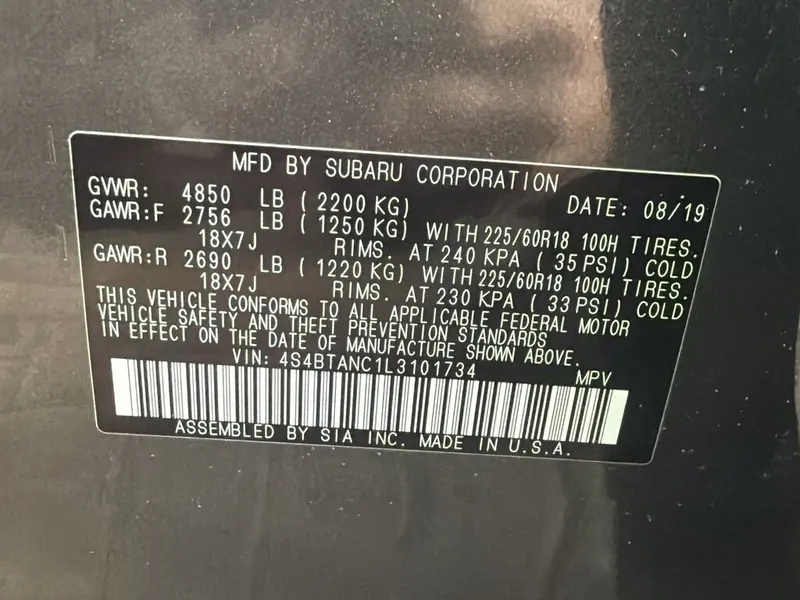 MFD BY SUBARU CORPORATION
GVWR: 4850 LB ( 2200 KG) DATE: 08/19
GAWR:F 2756 LB ( 1250 KG) WITH 225/60R18 100H TIRES.
18X7J RIMS. AT 240 KPA ( 35 PSI) COLD
GAWR:R 2690 LB ( 1220 KG) WITH 225/60R18 100H TIRES.
18X7J RIMS. AT 230 KPA ( 33 PSI) COLD
THIS VEHICLE CONFORMS TO ALL APPLICABLE FEDERAL MOTOR
VEHICLE SAFETY AND THEFT PREVENTION STANDARDS
IN EFFECT ON THE DATE OF MANUFACTURE SHOWN ABOVE.
VIN: 4S4BTANC1L3101734 MPV
ASSEMBLED BY SIA INC. MADE IN U.S.A.